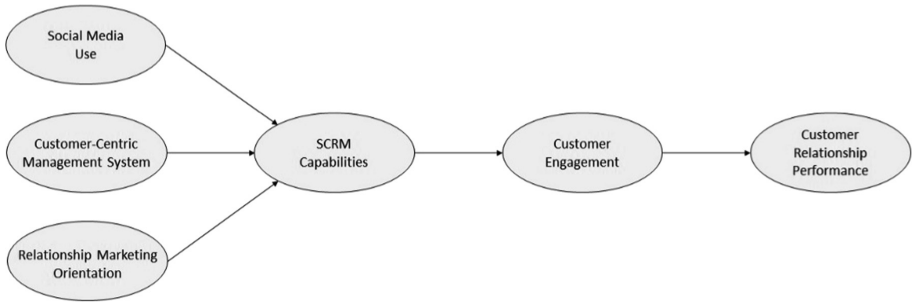 Social Media
Use
Customer-Centric
Management System
Relationship Marketing
Orientation
SCRM
Capabilities
Customer
Engagement
Customer
Relationship
Performance